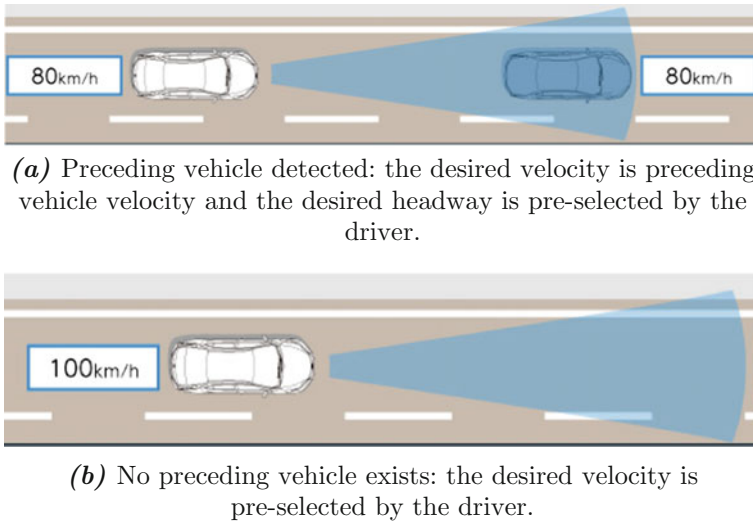 80km/h 80km/h
(a) Preceding vehicle detected: the desired velocity is preceding
vehicle velocity and the desired headway is pre-selected by the
driver.
100km/h
(b) No preceding vehicle exists: the desired velocity is
pre-selected by the driver.